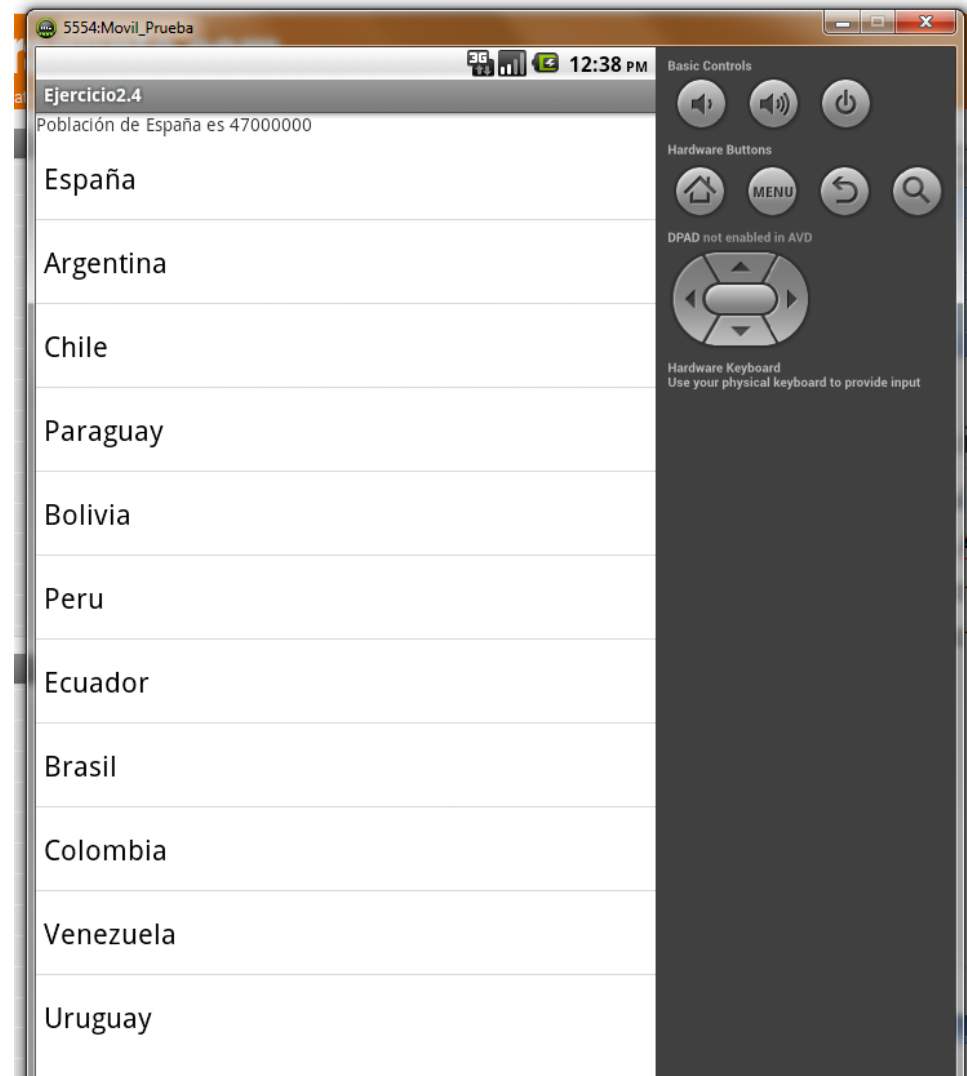 5554:Movil_Prueba
3G 12:38 PM
Ejercicio2.4
Población de España es 47000000
España
Argentina
Chile
Paraguay
Bolivia
Peru
Ecuador
Brasil
Colombia
Venezuela
Uruguay
Basic Controls
Hardware Buttons
MENU
DPAD not enabled in AVD
Hardware Keyboard
Use your physical keyboard to provide input